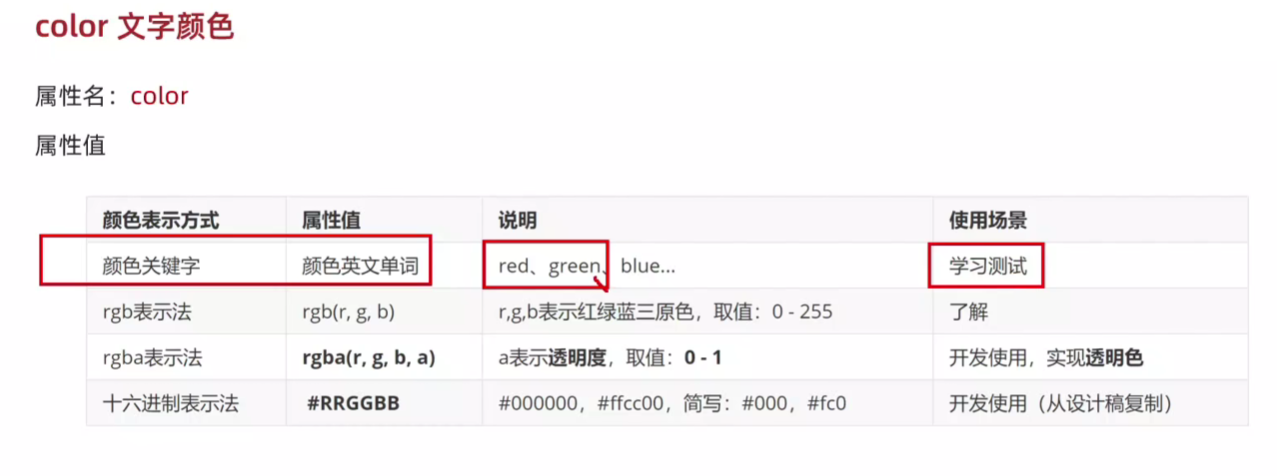 color 文字颜色
属性名：color
属性值
颜色表示方式 属性值 说明 使用场景
颜色关键字 颜色英文单词 red、green、blue... 学习测试
rgb表示法 rgb(r, g, b) r,g,b表示红绿蓝三原色，取值：0 - 255 了解
rgba表示法 rgba(r, g, b, a) a表示透明度，取值：0 - 1 开发使用，实现透明色
十六进制表示法 #RRGGBB #000000，#ffcc00，简写：#000，#fc0 开发使用（从设计稿复制）